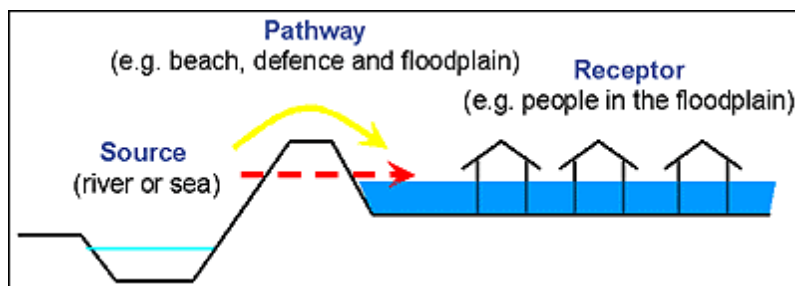 Pathway
(e.g. beach, defence and floodplain)
Receptor
(e.g. people in the floodplain)
Source
(river or sea)